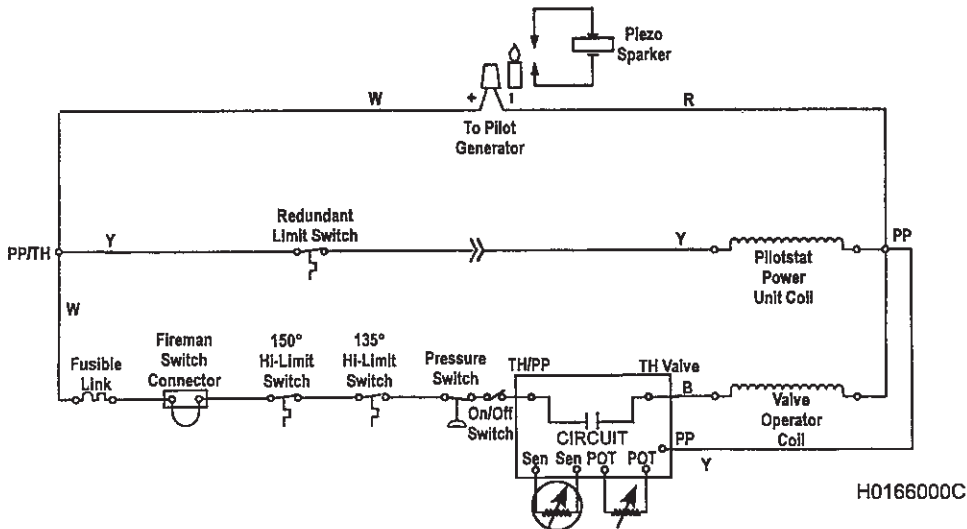 Piezo
Sparker
W
+
1
R
To Pilot
Generator
Redundant
Limit Switch
PP/TH
Y
Y
PP
Pilotstat
Power
Unit Coil
W
Fusible
Link
Fireman
Switch
Connector
150°
Hi-Limit
Switch
135°
Hi-Limit
Switch
Pressure
Switch
On/Off
Switch
TH/PP
TH Valve
B
Valve
Operator
Coil
CIRCUIT
PP
Y
Sen Sen POT POT
H0166000C